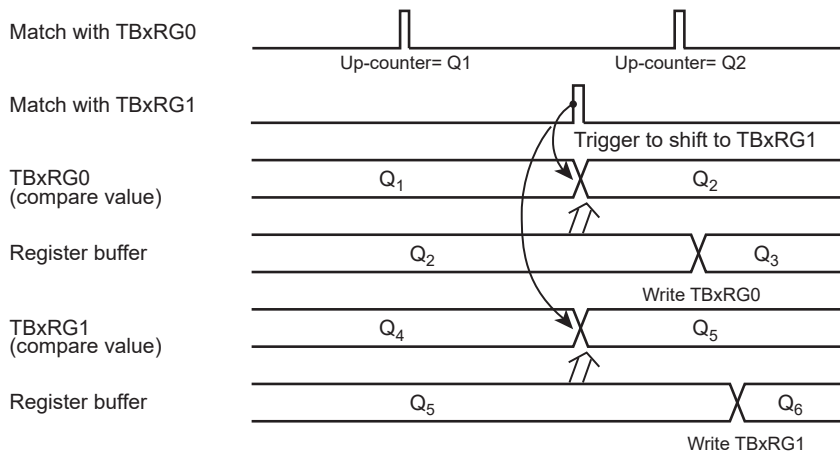 Match with TBxRG0
Up-counter= Q1
Up-counter= Q2
Match with TBxRG1
Trigger to shift to TBxRG1
TBxRG0
(compare value)
Q1
Q2
Register buffer
Q2
Q3
Write TBxRG0
TBxRG1
(compare value)
Q4
Q5
Register buffer
Q5
Q6
Write TBxRG1